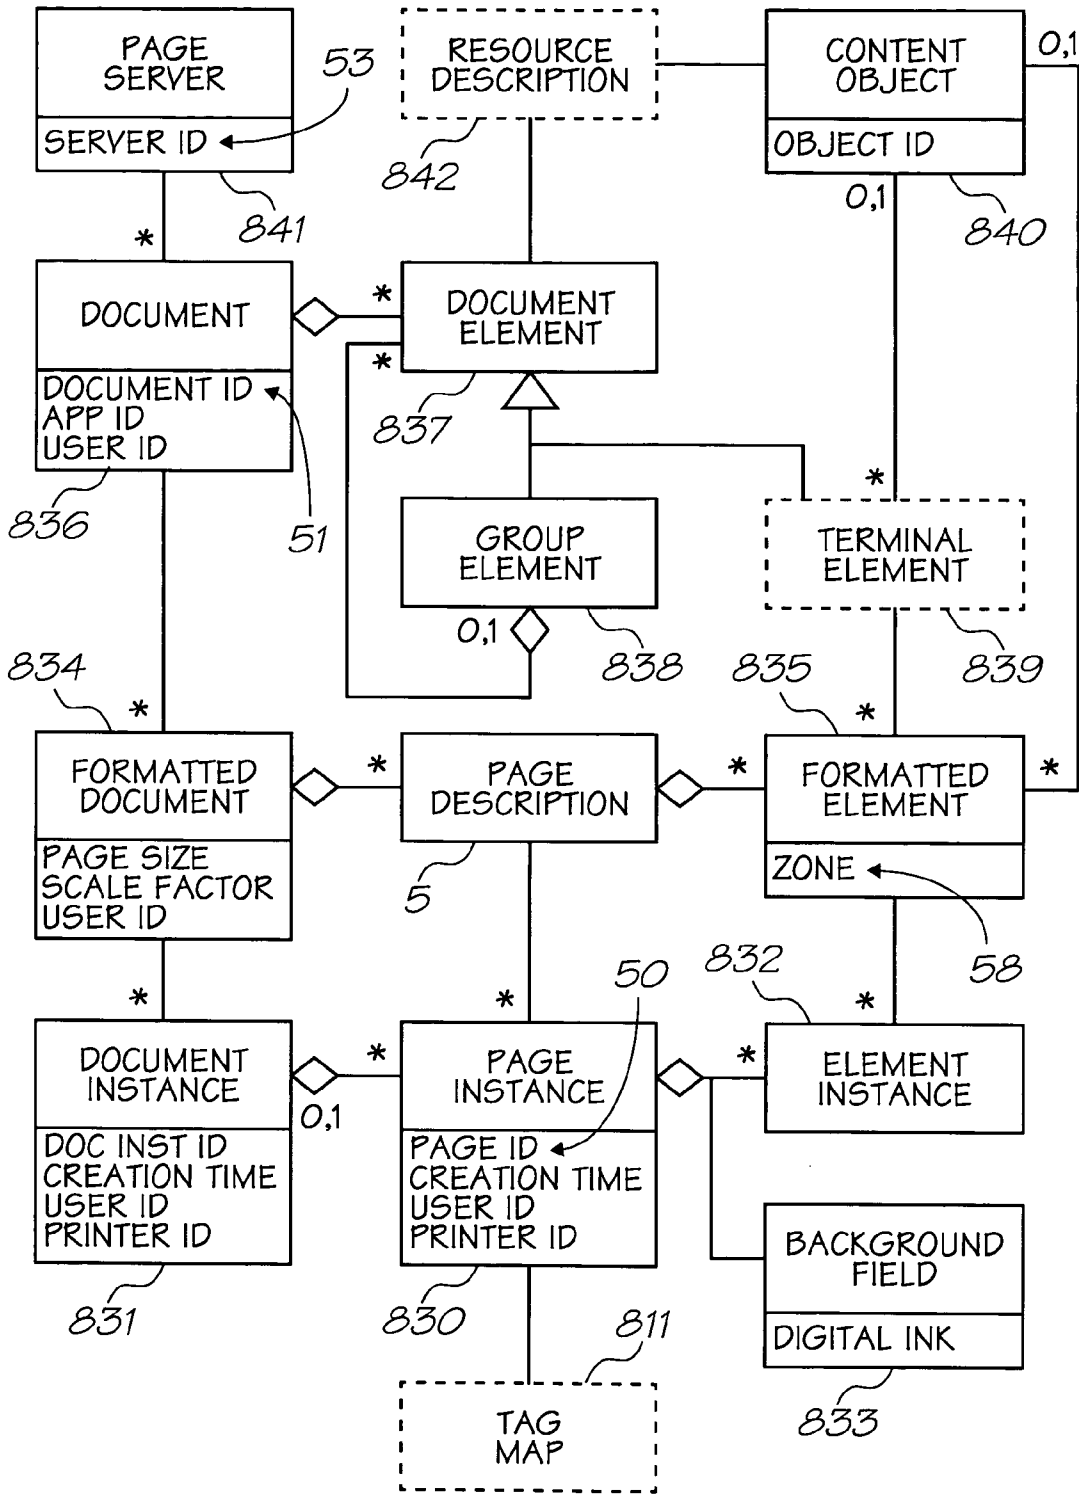 PAGE
SERVER
SERVER ID
53
841
*
RESOURCE
DESCRIPTION
842
CONTENT
OBJECT
OBJECT ID
0,1
0,1
840
DOCUMENT
DOCUMENT ID
APP ID
USER ID
836
51
*
*
DOCUMENT
ELEMENT
837
GROUP
ELEMENT
0,1
838
*
TERMINAL
ELEMENT
839
834
*
FORMATTED
DOCUMENT
PAGE SIZE
SCALE FACTOR
USER ID
*
PAGE
DESCRIPTION
5
835
*
*
*
FORMATTED
ELEMENT
ZONE
58
*
DOCUMENT
INSTANCE
0,1
DOC INST ID
CREATION TIME
USER ID
PRINTER ID
831
*
*
50
PAGE
INSTANCE
PAGE ID
CREATION TIME
USER ID
PRINTER ID
830
832
*
*
ELEMENT
INSTANCE
BACKGROUND
FIELD
DIGITAL INK
833
811
TAG
MAP